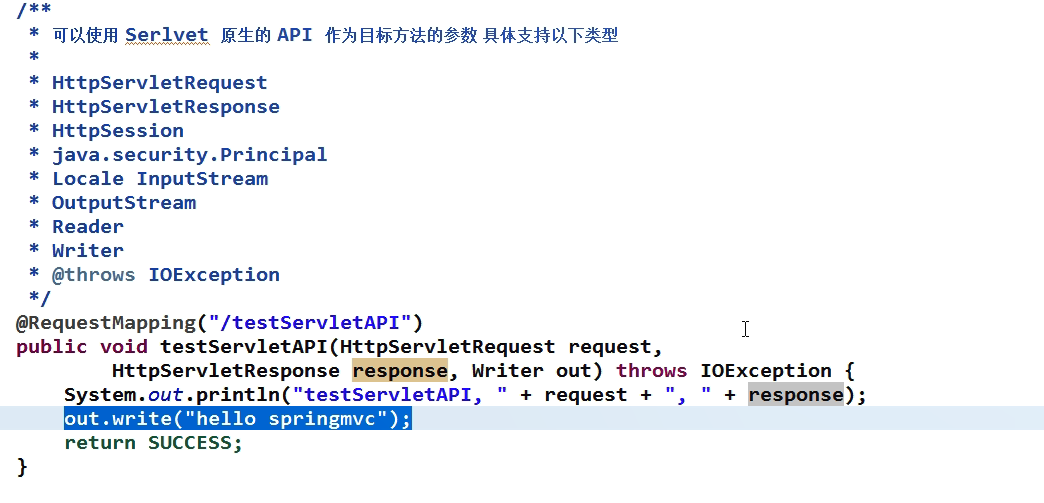 /**
 * 可以使用 Serlvet 原生的 API 作为目标方法的参数 具体支持以下类型
 *
 * HttpServletRequest
 * HttpServletResponse
 * HttpSession
 * java.security.Principal
 * Locale InputStream
 * OutputStream
 * Reader
 * Writer
 * @throws IOException
 */
@RequestMapping("/testServletAPI")
public void testServletAPI(HttpServletRequest request,
        HttpServletResponse response, Writer out) throws IOException {
    System.out.println("testServletAPI, " + request + ", " + response);
    out.write("hello springmvc");
    return SUCCESS;
}